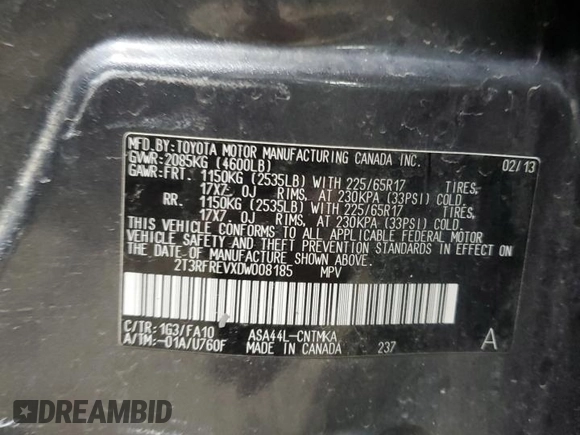 MFD.BY:TOYOTA MOTOR MANUFACTURING CANADA INC. 02/13
GVWR:2085KG (4600LB)
GAWR:FRT. 1150KG (2535LB) WITH 225/65R17 TIRES,
17X7.0J RIMS, AT 230KPA (33PSI) COLD
RR. 1150KG (2535LB) WITH 225/65R17 TIRES,
17X7.0J RIMS, AT 230KPA (33PSI) COLD
THIS VEHICLE CONFORMS TO ALL APPLICABLE FEDERAL MOTOR
VEHICLE SAFETY AND THEFT PREVENTION STANDARDS IN EFFECT ON
THE DATE OF MANUFACTURE SHOWN ABOVE.
2T3RFREVXDW008185 MPV
C/TR:1G3/FA10 ASA44L-CNTMKA
A/TM:-01A/U760F MADE IN CANADA 237 A
DREAMBID